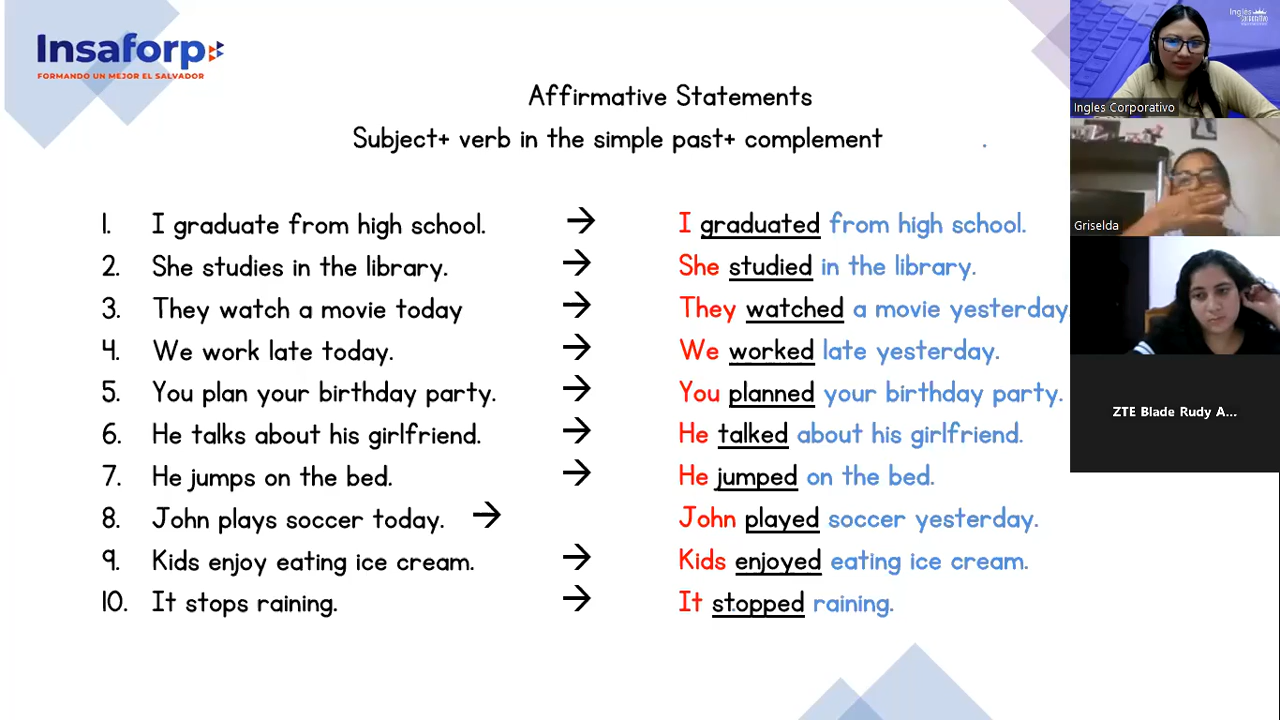 Insaforp
FORMANDO UN MEJOR EL SALVADOR
Affirmative Statements
Subject+ verb in the simple past+ complement .
1. I graduate from high school. → I graduated from high school.
2. She studies in the library. → She studied in the library.
3. They watch a movie today → They watched a movie yesterday.
4. We work late today. → We worked late yesterday.
5. You plan your birthday party. → You planned your birthday party.
6. He talks about his girlfriend. → He talked about his girlfriend.
7. He jumps on the bed. → He jumped on the bed.
8. John plays soccer today. → John played soccer yesterday.
9. Kids enjoy eating ice cream. → Kids enjoyed eating ice cream.
10. It stops raining. → It stopped raining.
Ingles Corporativo
Griselda
ZTE Blade Rudy A...